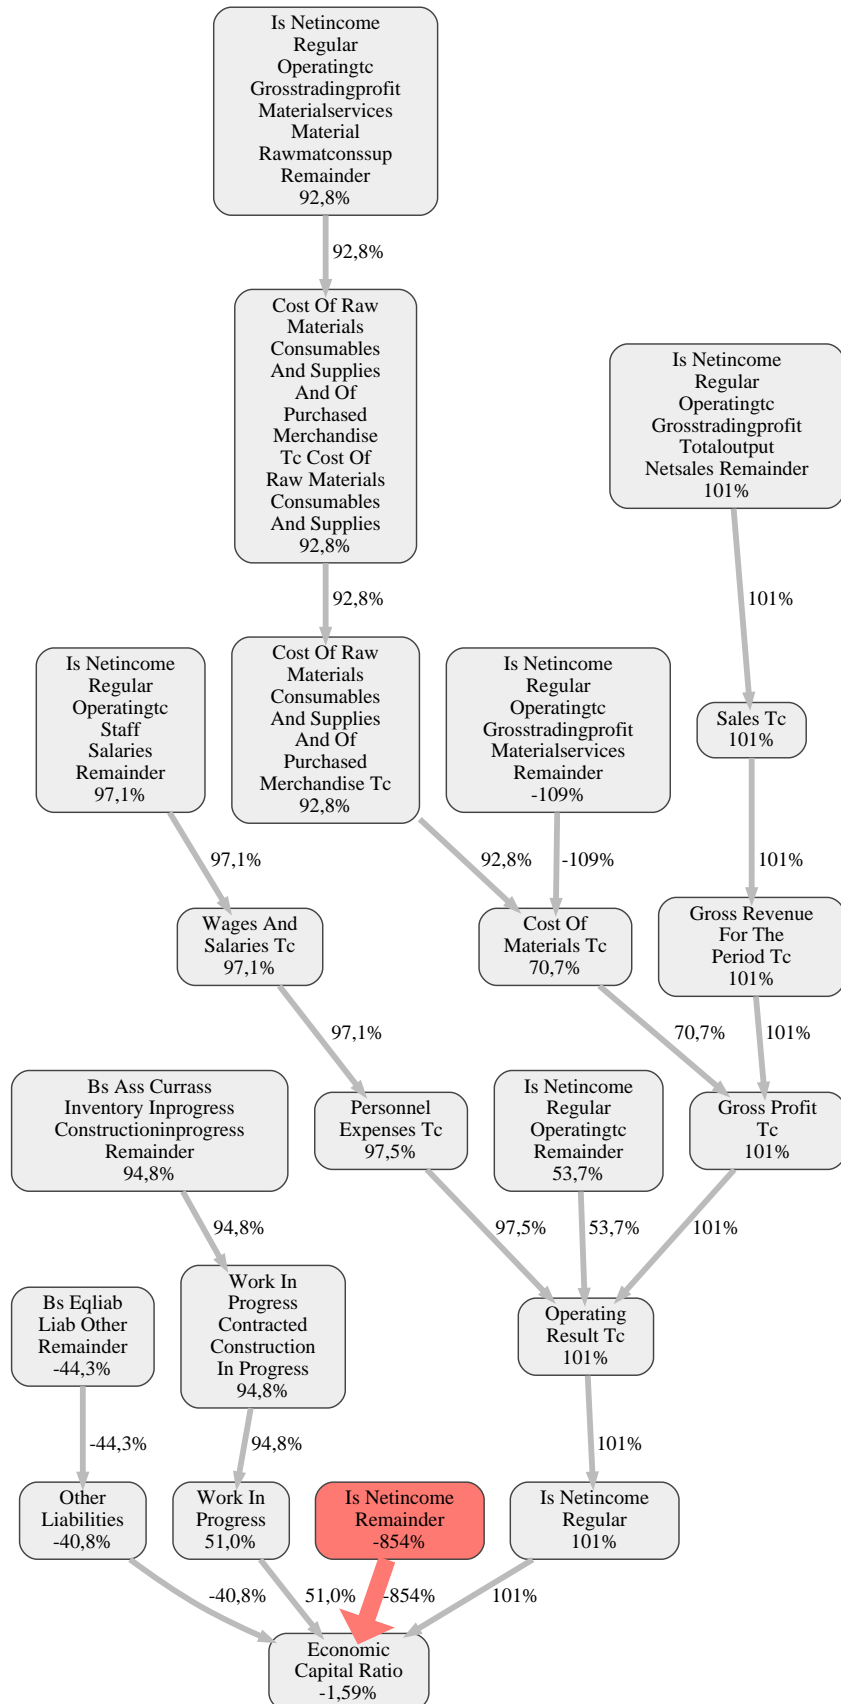 Is Netincome
Regular
Operatingtc
Grosstradingprofit
Materialservices
Material
Rawmatconssup
Remainder
92,8%
92,8%
Cost Of Raw
Materials
Consumables
And Supplies
And Of
Purchased
Merchandise
Tc Cost Of
Raw Materials
Consumables
And Supplies
92,8%
Is Netincome
Regular
Operatingtc
Grosstradingprofit
Totaloutput
Netsales Remainder
101%
92,8%
101%
Is Netincome
Regular
Operatingtc
Staff
Salaries
Remainder
97,1%
Cost Of Raw
Materials
Consumables
And Supplies
And Of
Purchased
Merchandise Tc
92,8%
Is Netincome
Regular
Operatingtc
Grosstradingprofit
Materialservices
Remainder
-109%
Sales Tc
101%
97,1%
92,8%
-109%
101%
Wages And
Salaries Tc
97,1%
Cost Of
Materials Tc
70,7%
Gross Revenue
For The
Period Tc
101%
97,1%
70,7%
101%
Bs Ass Currass
Inventory Inprogress
Constructioninprogress
Remainder
94,8%
Personnel
Expenses Tc
97,5%
Is Netincome
Regular
Operatingtc
Remainder
53,7%
Gross Profit
Tc
101%
94,8%
97,5%
53,7%
101%
Bs Eqliab
Liab Other
Remainder
-44,3%
Work In
Progress
Contracted
Construction
In Progress
94,8%
Operating
Result Tc
101%
-44,3%
94,8%
101%
Other
Liabilities
-40,8%
Work In
Progress
51,0%
Is Netincome
Remainder
-854%
Is Netincome
Regular
101%
-40,8%
51,0%
-854%
101%
Economic
Capital Ratio
-1,59%